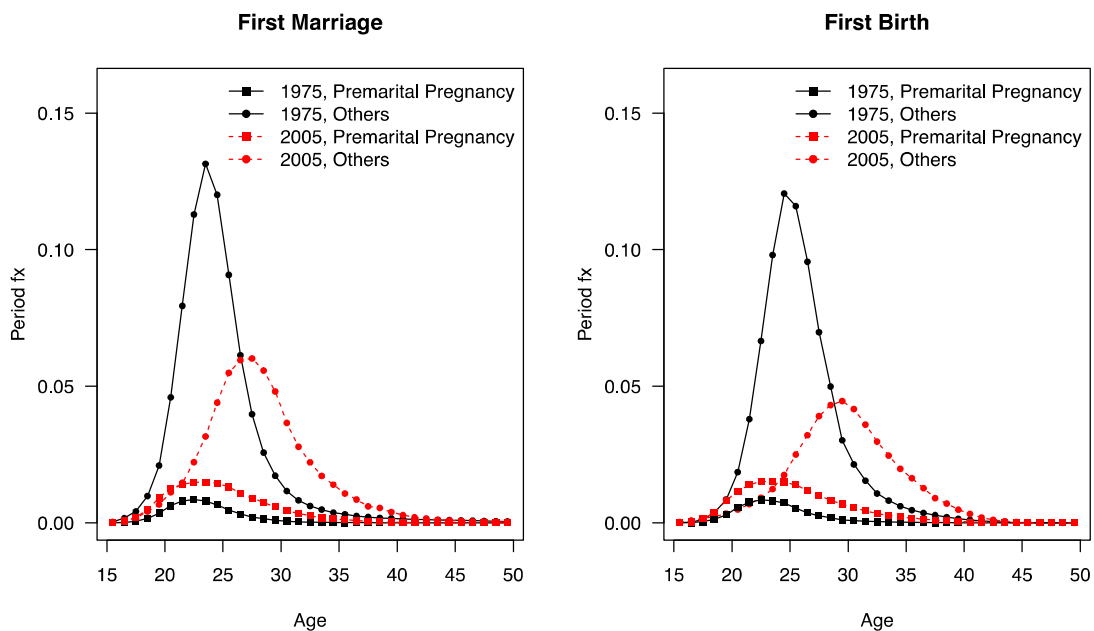 First Marriage
Period fx
0.15
0.10
0.05
0.00
1975, Premarital Pregnancy
1975, Others
2005, Premarital Pregnancy
2005, Others
15 20 25 30 35 40 45 50
Age
First Birth
Period fx
0.15
0.10
0.05
0.00
1975, Premarital Pregnancy
1975, Others
2005, Premarital Pregnancy
2005, Others
15 20 25 30 35 40 45 50
Age